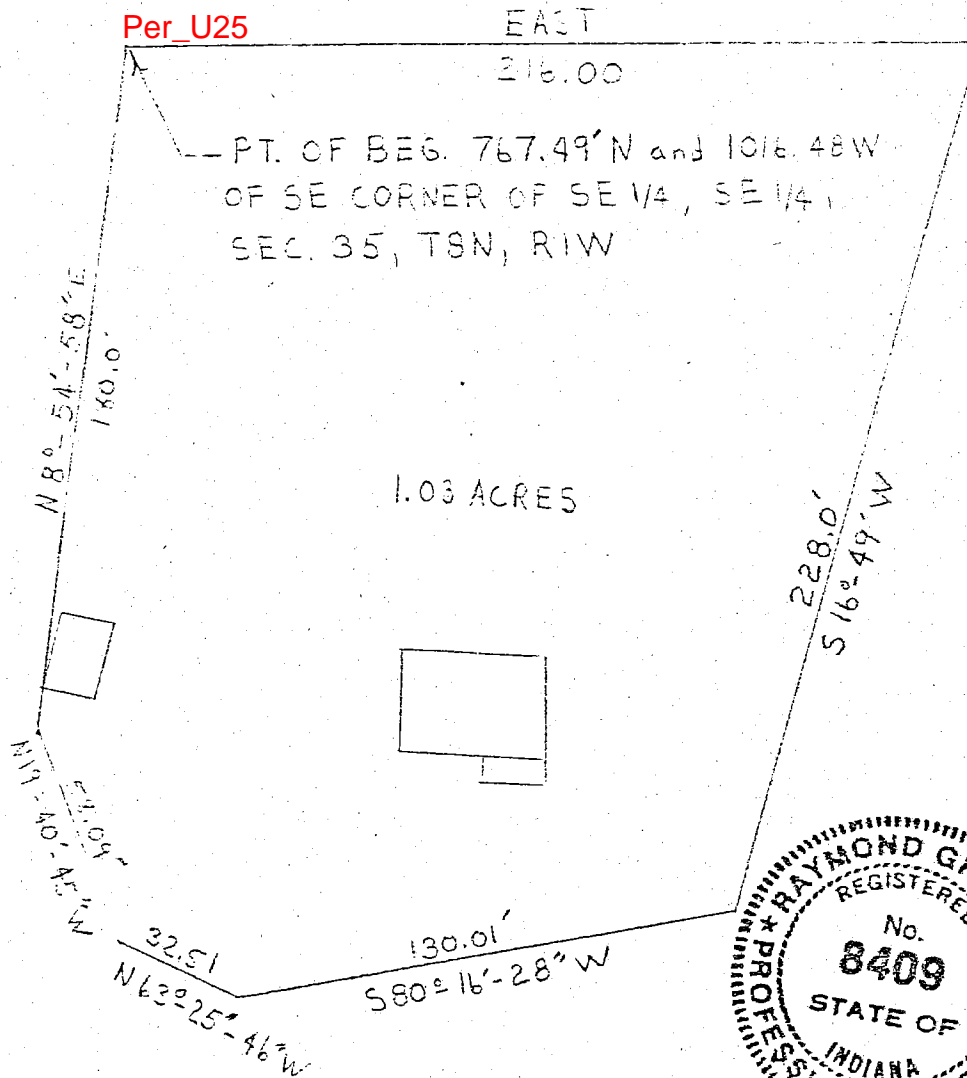 Per_U25
EAST
216.00
PT. OF BEG. 767.49' N and 1016.48 W
OF SE CORNER OF SE 1/4, SE 1/4,
SEC. 35, T8N, R1W
N 8°-54'-58" E
180.0'
1.03 ACRES
228.0'
S 16°-49' W
N 19-40'-45" W
.09"
32.51
N 63°-25'-46" W
130.01'
S 80° 16'-28" W
RAYMOND
REGISTERED
No.
8409
STATE OF
INDIANA